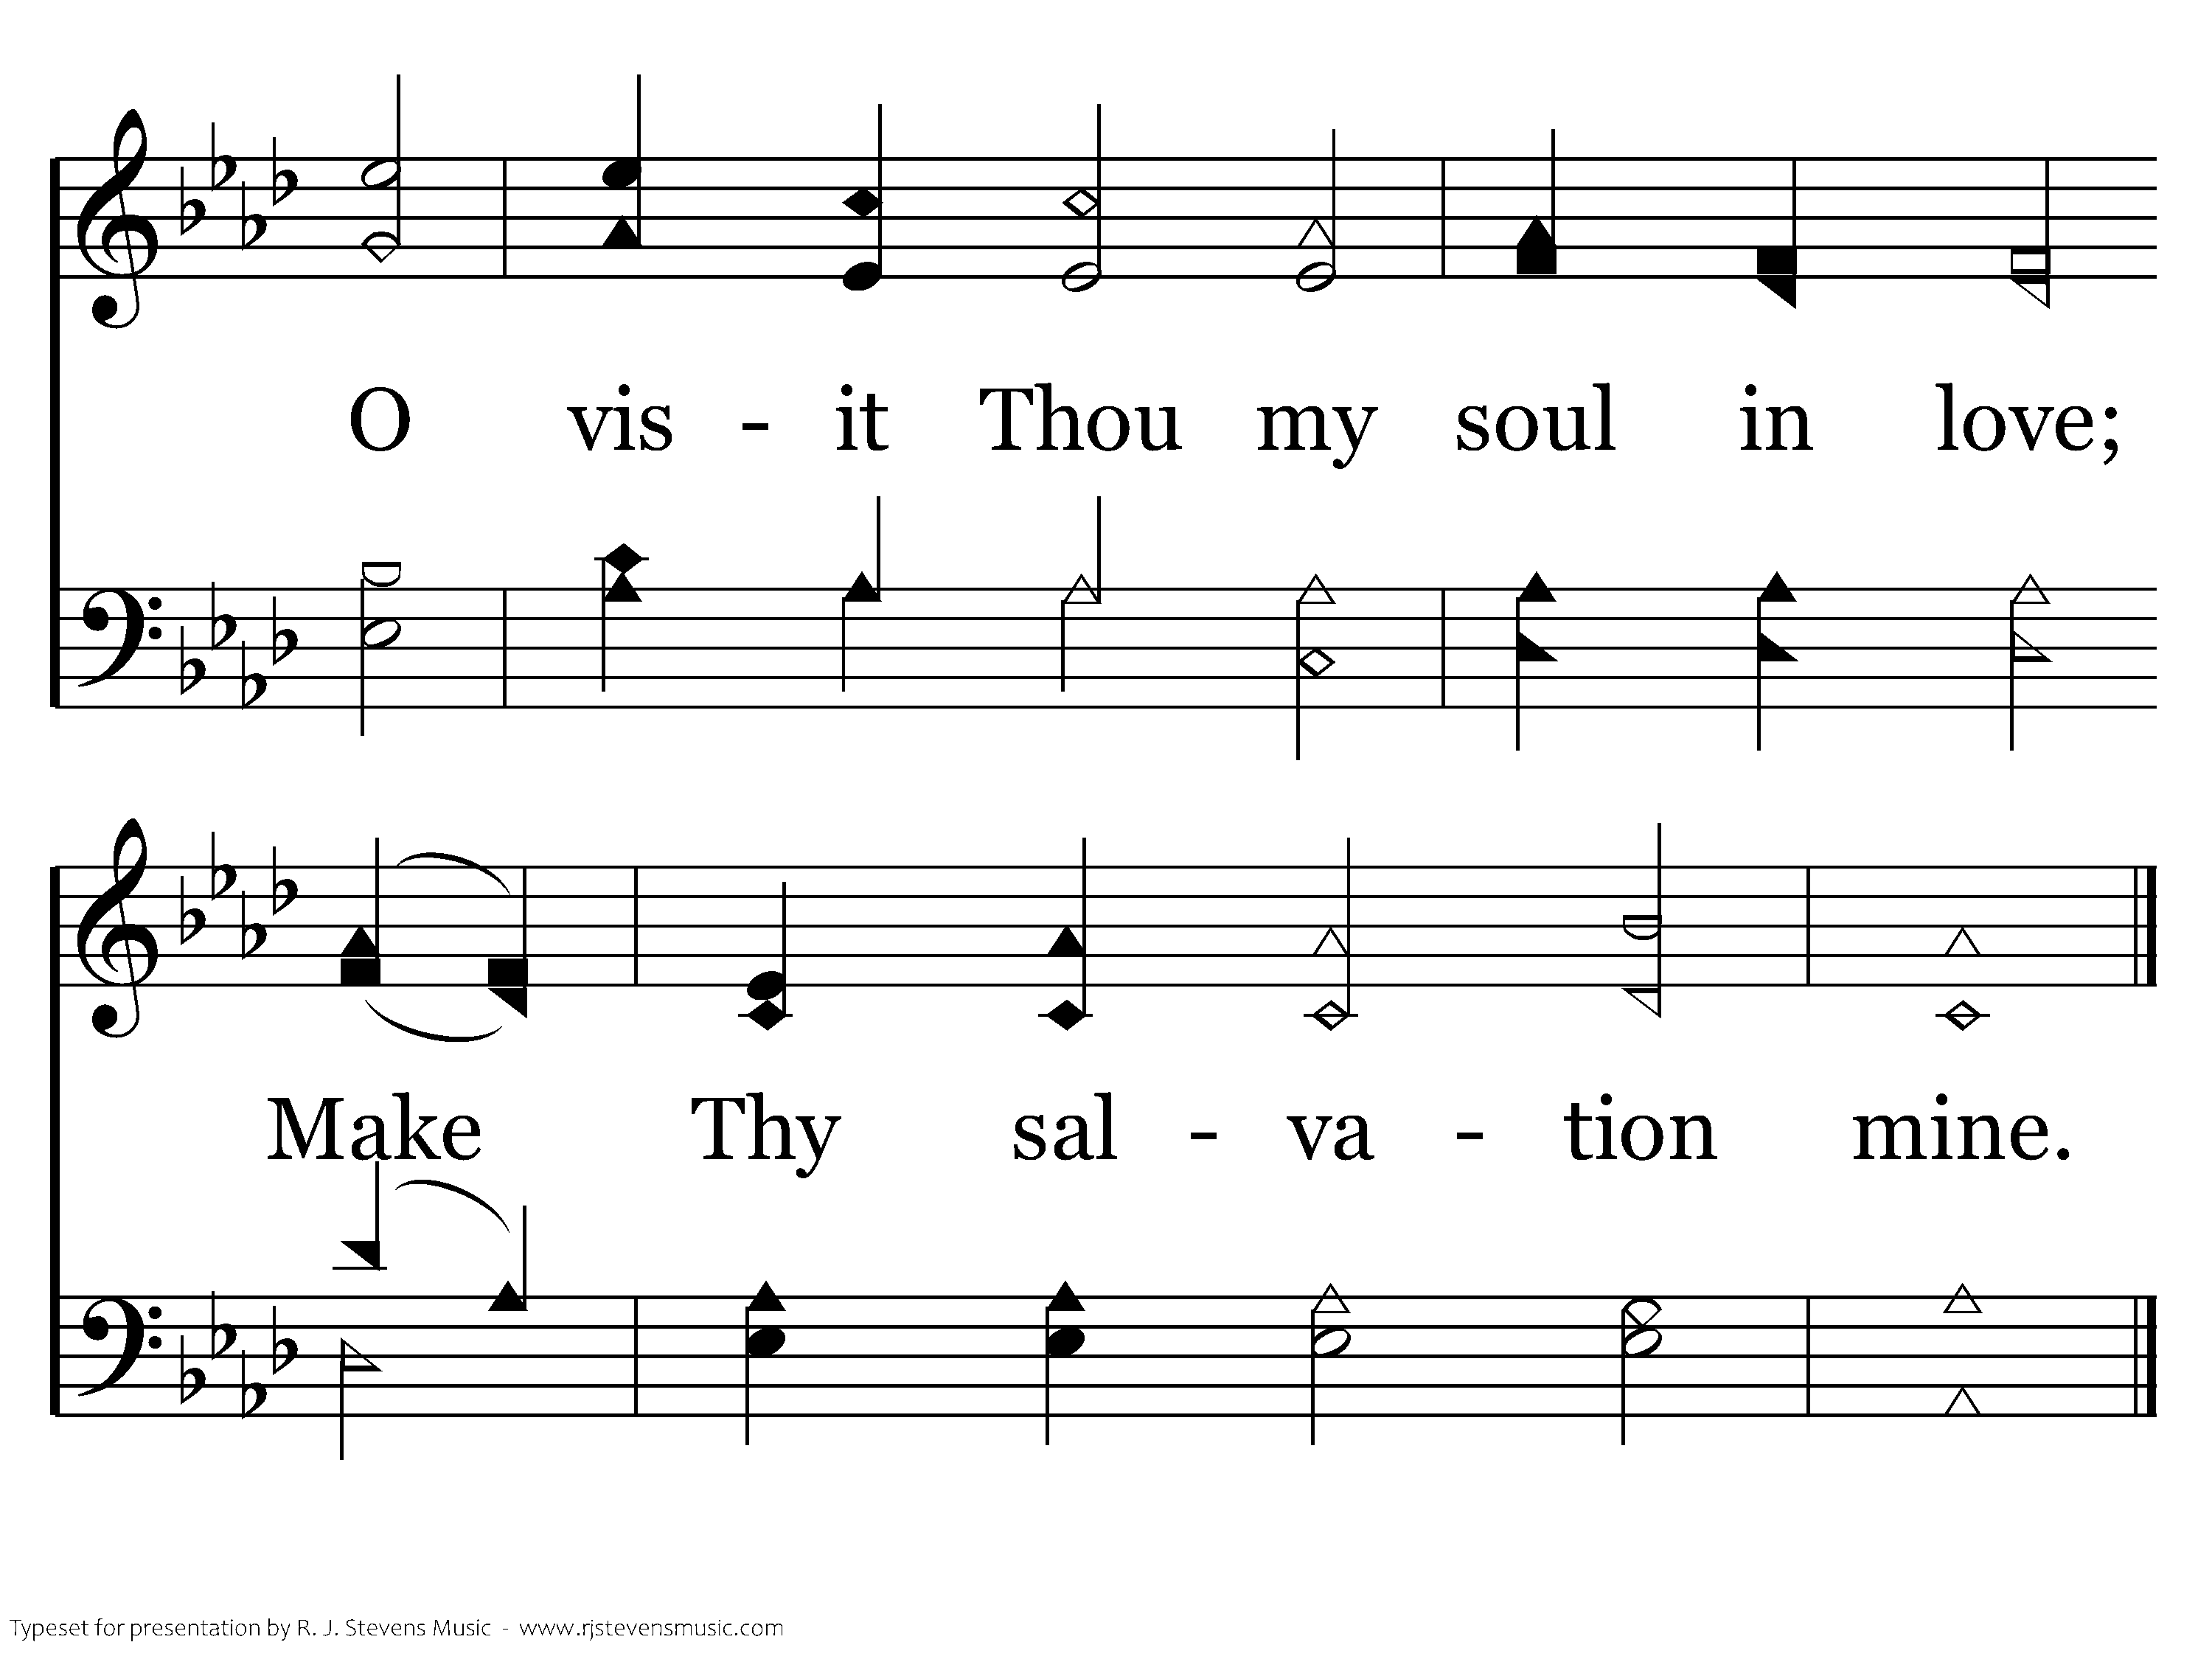 O vis - it Thou my soul in love;
Make Thy sal - va - tion mine.
Typeset for presentation by R. J. Stevens Music - www.rjstevensmusic.com